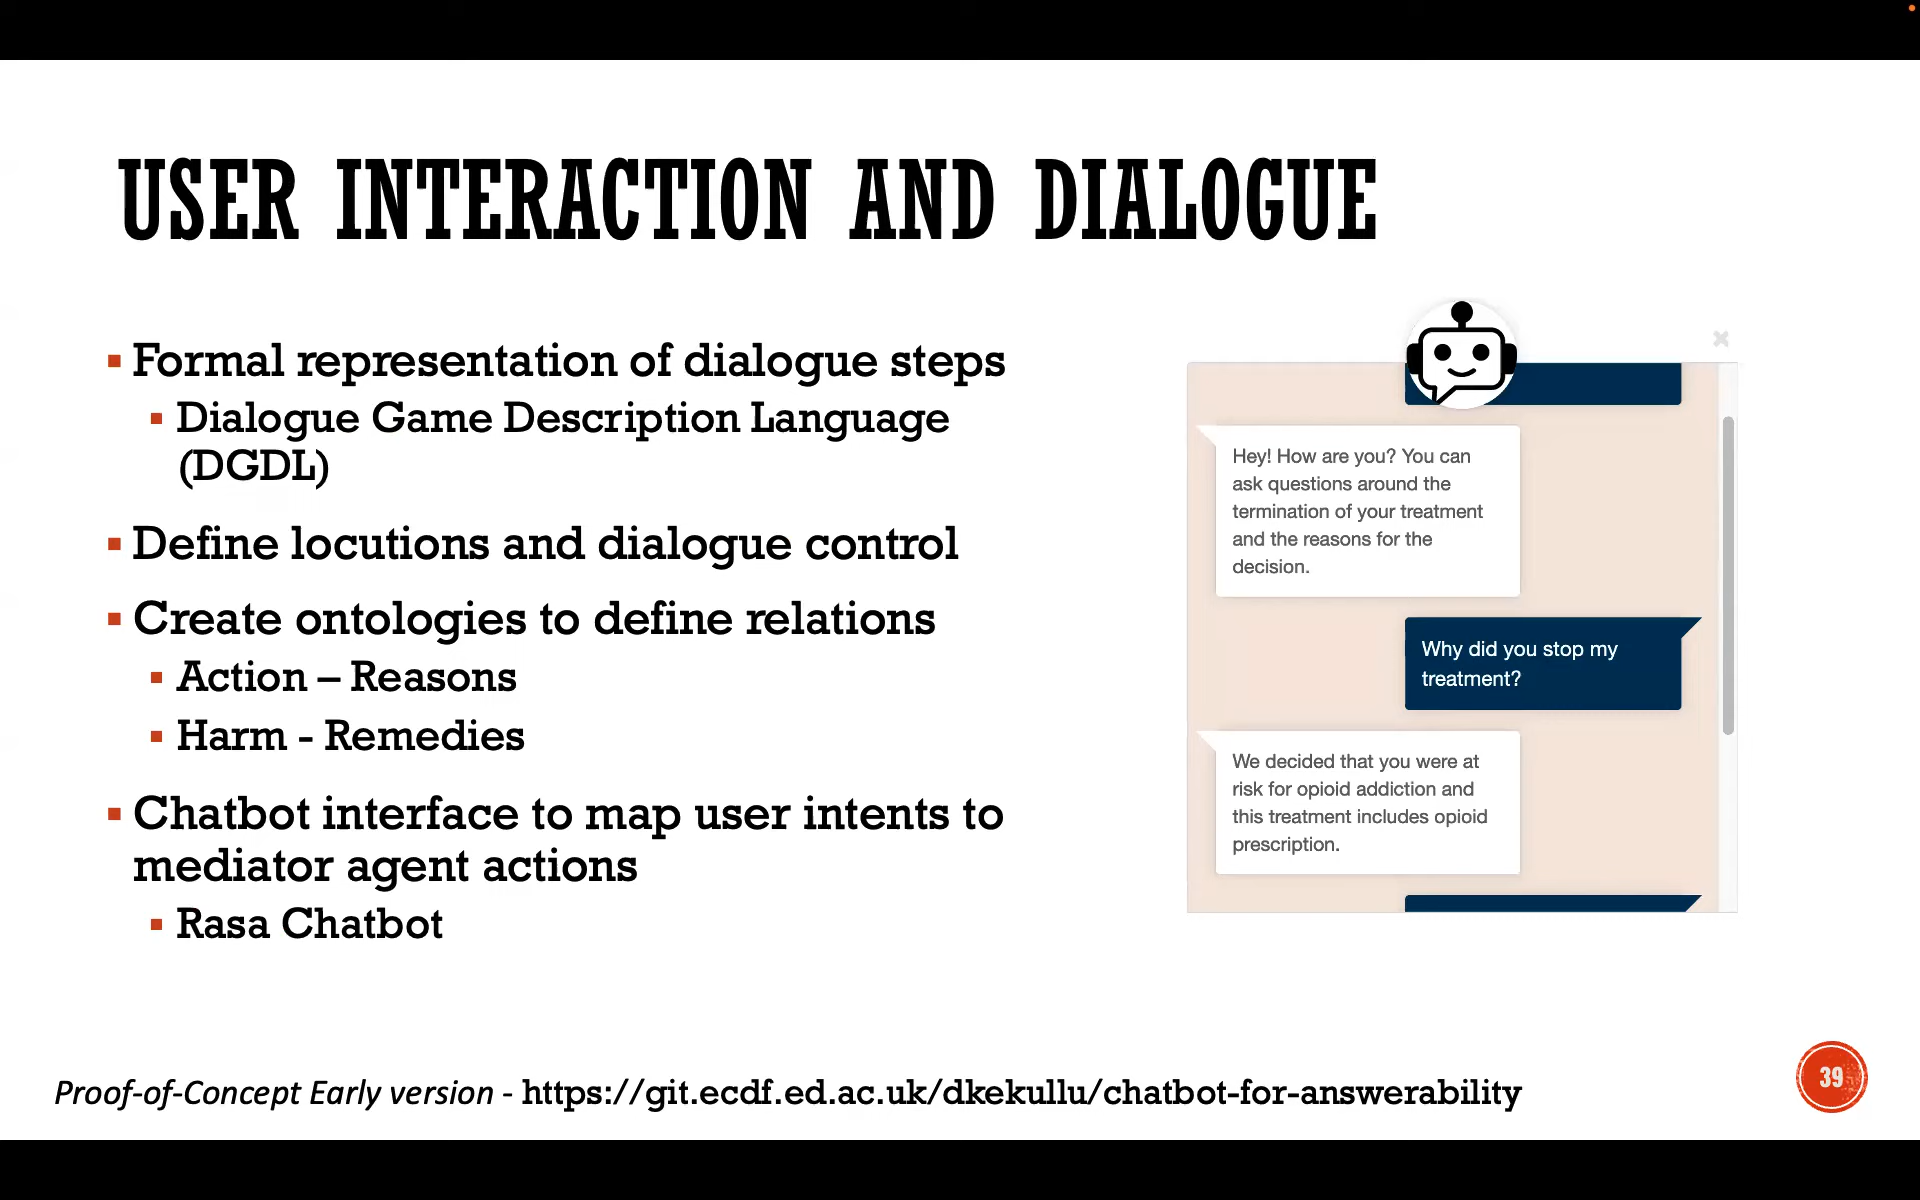 USER INTERACTION AND DIALOGUE
▪ Formal representation of dialogue steps
▪ Dialogue Game Description Language
(DGDL)
▪ Define locutions and dialogue control
▪ Create ontologies to define relations
▪ Action – Reasons
▪ Harm - Remedies
▪ Chatbot interface to map user intents to
mediator agent actions
▪ Rasa Chatbot
Hey! How are you? You can
ask questions around the
termination of your treatment
and the reasons for the
decision.
Why did you stop my
treatment?
We decided that you were at
risk for opioid addiction and
this treatment includes opioid
prescription.
Proof-of-Concept Early version - https://git.ecdf.ed.ac.uk/dkekullu/chatbot-for-answerability
39